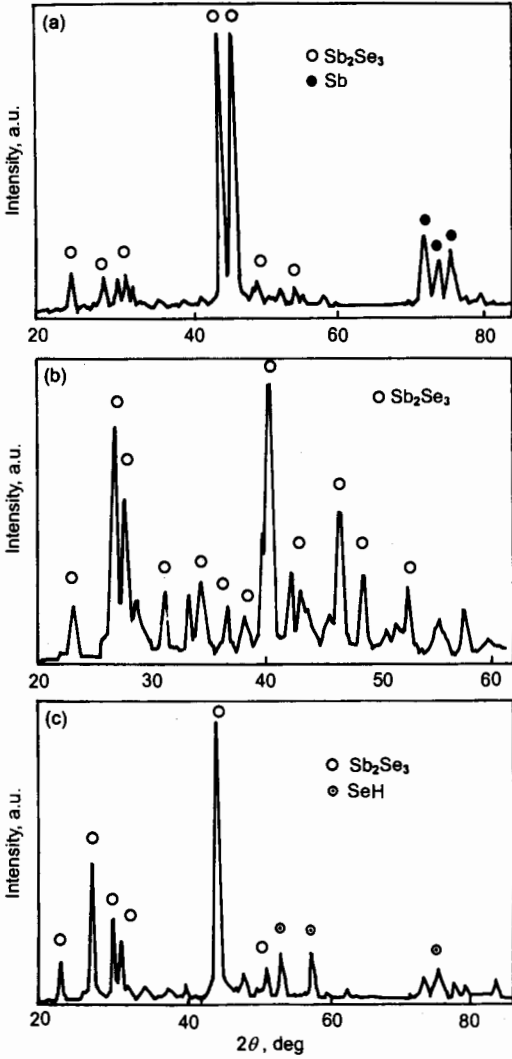 (a)
Intensity, a.u.
○ Sb₂Se₃
● Sb
20 40 60 80
(b)
Intensity, a.u.
○ Sb₂Se₃
20 30 40 50 60
(c)
Intensity, a.u.
○ Sb₂Se₃
⊙ SeH
20 40 60 80
2θ, deg